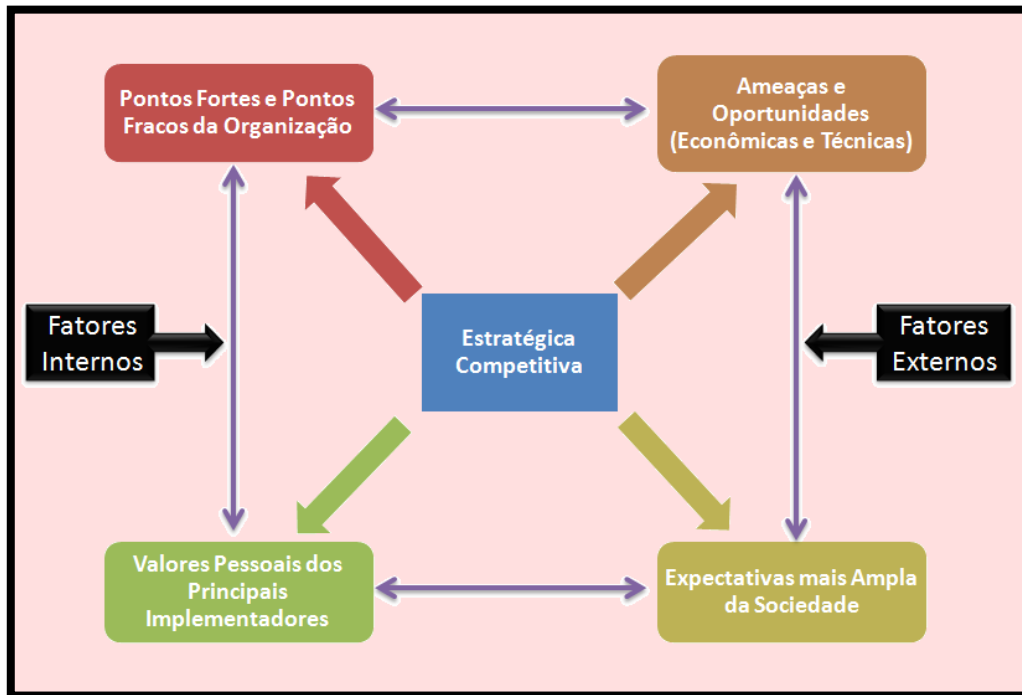 Pontos Fortes e Pontos
Fracos da Organização
Ameaças e
Oportunidades
(Econômicas e Técnicas)
Fatores
Internos
Estratégica
Competitiva
Fatores
Externos
Valores Pessoais dos
Principais
Implementadores
Expectativas mais Ampla
da Sociedade